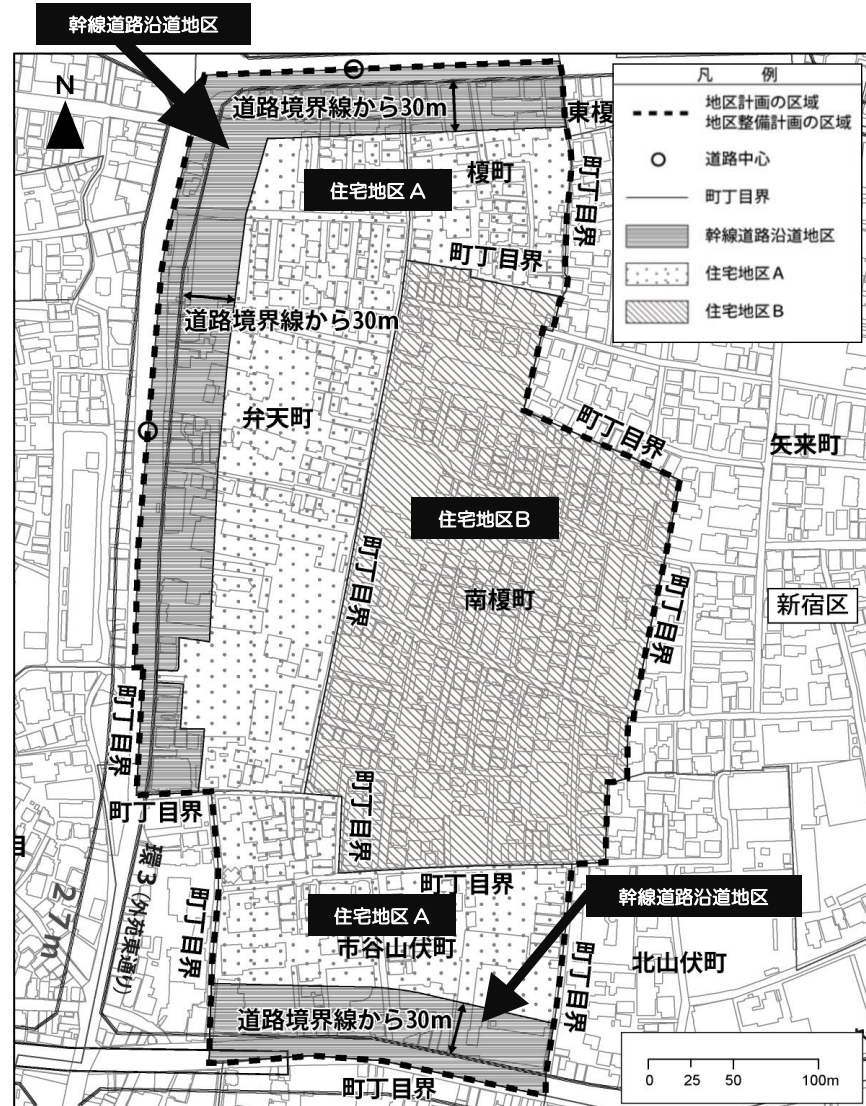 幹線道路沿道地区
N
道路境界線から30m
東榎
凡 例
地区計画の区域
地区整備計画の区域
道路中心
町丁目界
幹線道路沿道地区
住宅地区A
住宅地区B
住宅地区A
榎町
町丁目界
町丁目界
道路境界線から30m
弁天町
町丁目界
矢来町
住宅地区B
町丁目界
南榎町
町丁目界
新宿区
町丁目界
町丁目界
町丁目界
環3(外苑東通り)
27m
町丁目界
町丁目界
住宅地区A
幹線道路沿道地区
市谷山伏町
北山伏町
町丁目界
道路境界線から30m
町丁目界
0 25 50 100m